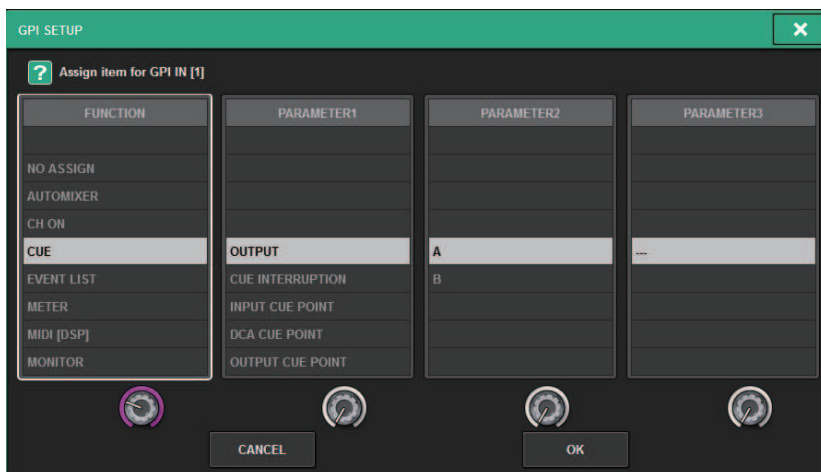 GPI SETUP
? Assign item for GPI IN [1]
FUNCTION PARAMETER1 PARAMETER2 PARAMETER3
NO ASSIGN
AUTOMIXER
CH ON
CUE OUTPUT A ---
EVENT LIST CUE INTERRUPTION B
METER INPUT CUE POINT
MIDI [DSP] DCA CUE POINT
MONITOR OUTPUT CUE POINT
CANCEL OK